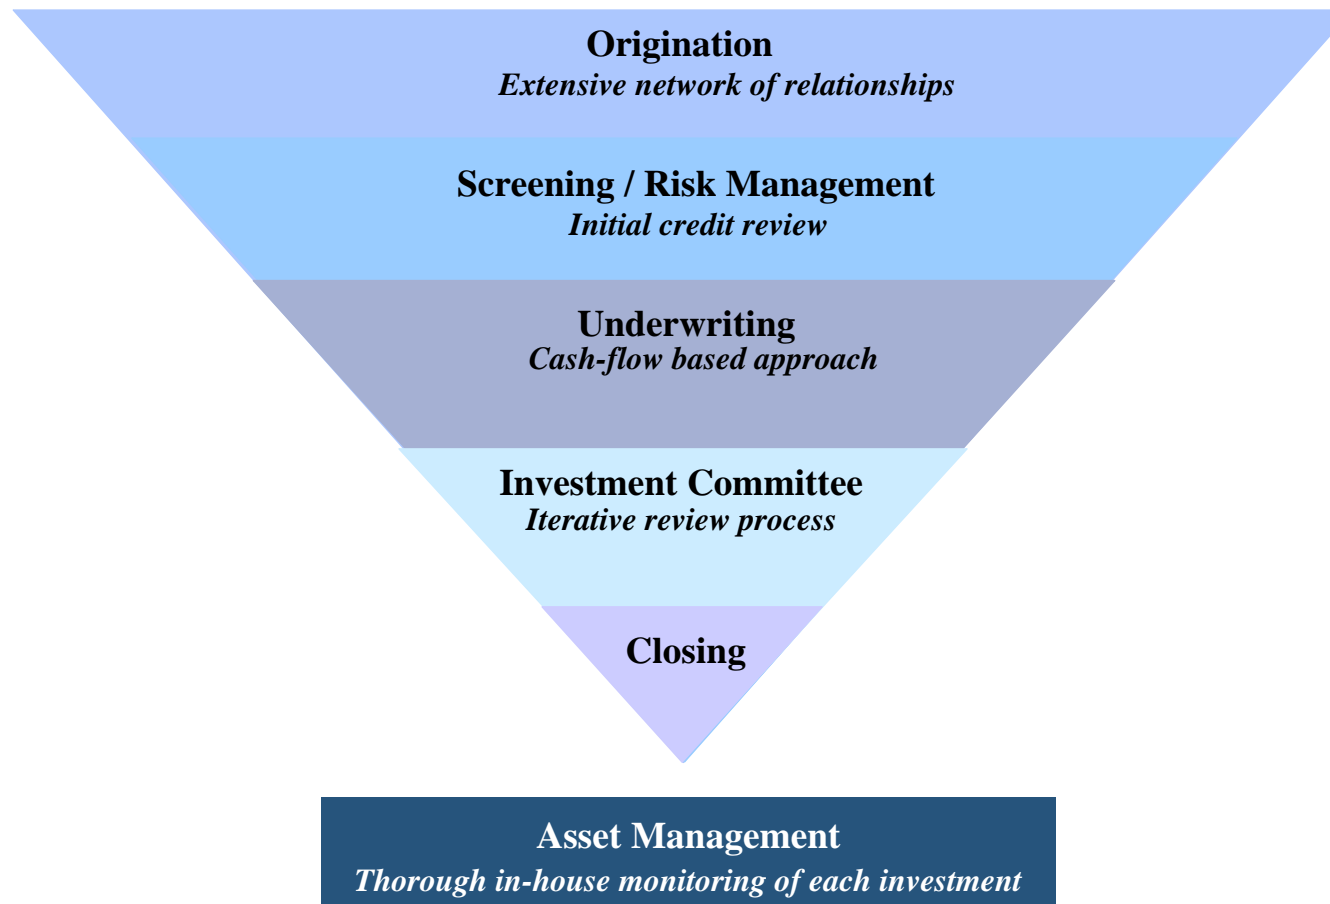 Origination
Extensive network of relationships
Screening / Risk Management
Initial credit review
Underwriting
Cash-flow based approach
Investment Committee
Iterative review process
Closing
Asset Management
Thorough in-house monitoring of each investment